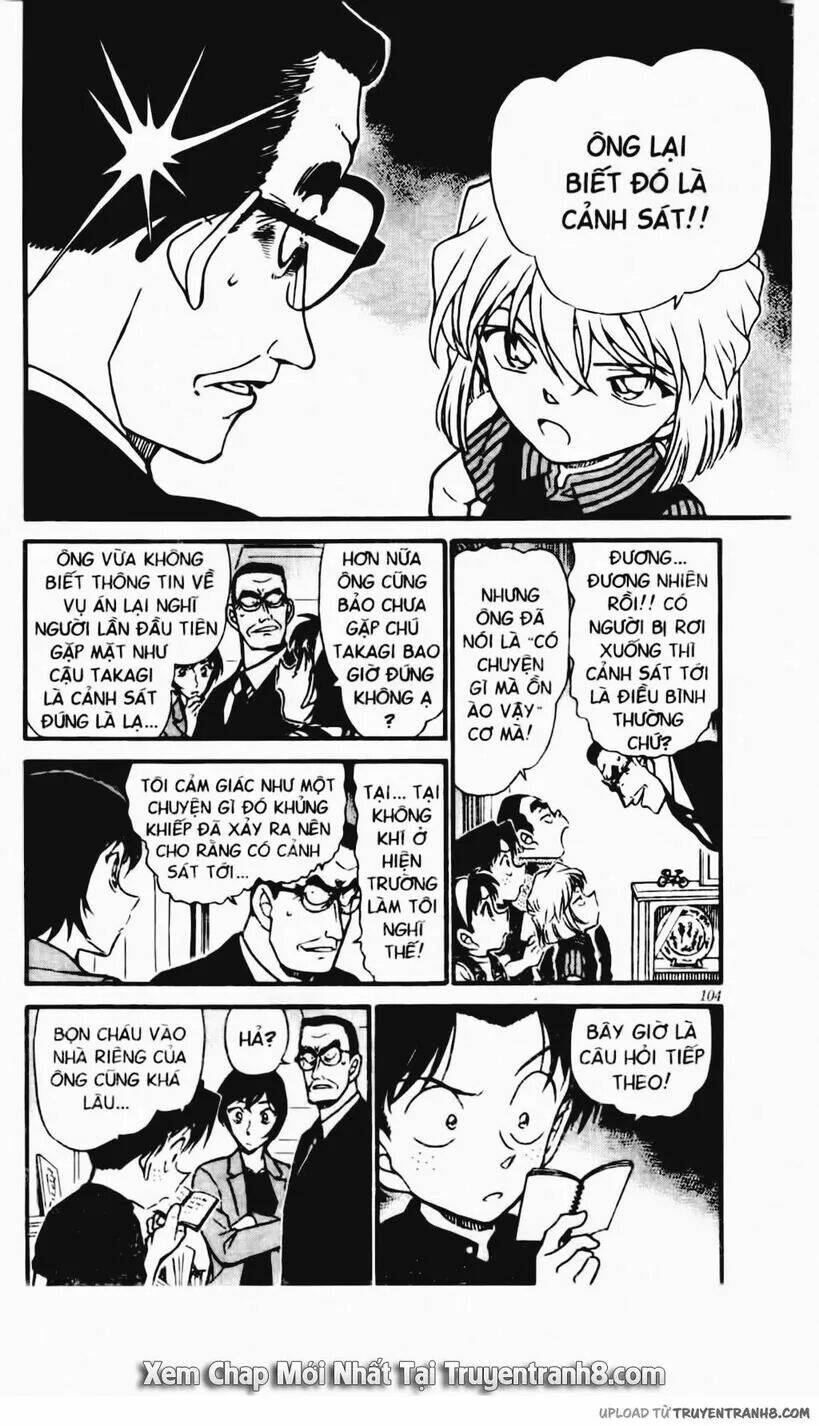 ÔNG LẠI
BIẾT ĐÓ LÀ
CẢNH SÁT!!
ĐƯƠNG...
ĐƯƠNG NHIÊN
RỒI!! CÓ
NGƯỜI BỊ RƠI
XUỐNG THÌ
CẢNH SÁT TỚI
LÀ ĐIỀU BÌNH
THƯỜNG
CHỨ?
NHƯNG
ÔNG ĐÃ
NÓI LÀ "CÓ
CHUYỆN
GÌ MÀ ỒN
ÀO VẬY"
CƠ MÀ!
HƠN NỮA
ÔNG CŨNG
BẢO CHƯA
GẶP CHÚ
TAKAGI BAO
GIỜ ĐÚNG
KHÔNG Ạ
?
ÔNG VỪA KHÔNG
BIẾT THÔNG TIN VỀ
VỤ ÁN LẠI NGHĨ
NGƯỜI LẦN ĐẦU TIÊN
GẶP MẶT NHƯ
CẬU TAKAGI
LÀ CẢNH SÁT
ĐÚNG LÀ LẠ...
TẠI... TẠI
KHÔNG
KHÍ Ở
HIỆN
TRƯỜNG
LÀM TÔI
NGHĨ
THẾ!
TÔI CẢM GIÁC NHƯ MỘT
CHUYỆN GÌ ĐÓ KHỦNG
KHIẾP ĐÃ XẢY RA NÊN
CHO RẰNG CÓ CẢNH
SÁT TỚI...
104
BÂY GIỜ LÀ
CÂU HỎI TIẾP
THEO!
HẢ?
BỌN CHÁU VÀO
NHÀ RIÊNG CỦA
ÔNG CŨNG KHÁ
LÂU...
Xem Chap Mới Nhất Tại Truyentranh8.com
UPLOAD TỪ TRUYENTRANH8.COM